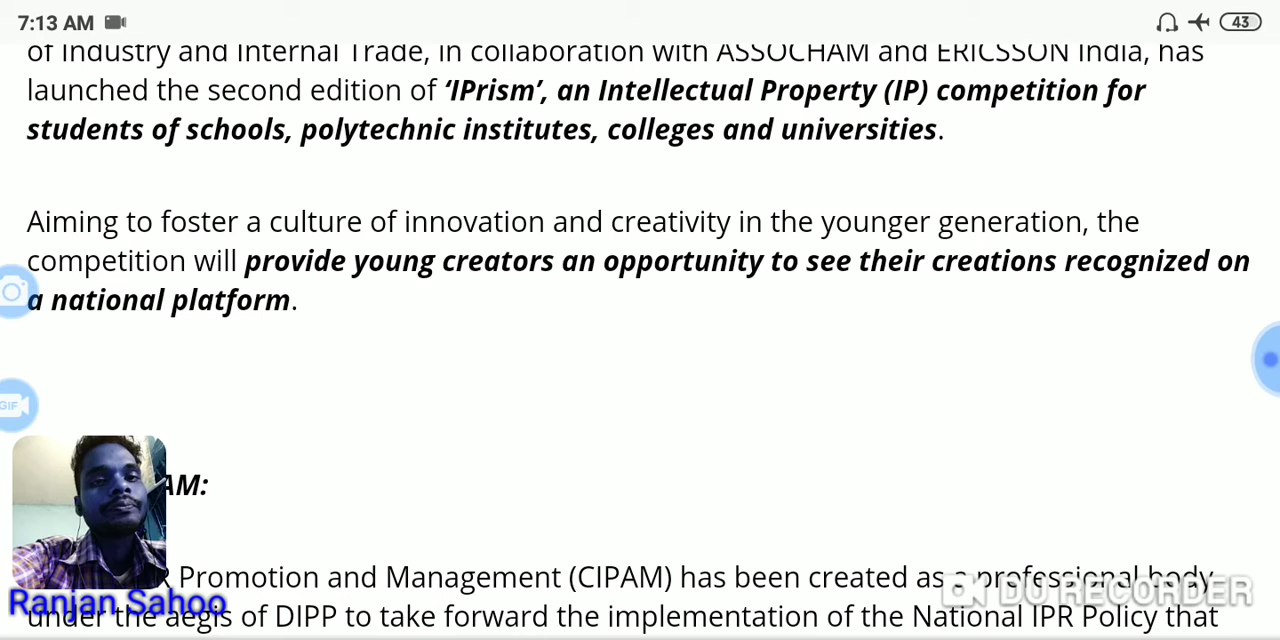 7:13 AM
43
of Industry and Internal Trade, in collaboration with ASSOCHAM and ERICSSON India, has
launched the second edition of ‘IPrism’, an Intellectual Property (IP) competition for
students of schools, polytechnic institutes, colleges and universities.
Aiming to foster a culture of innovation and creativity in the younger generation, the
competition will provide young creators an opportunity to see their creations recognized on
a national platform.
GIF
AM:
R Promotion and Management (CIPAM) has been created as a professional body
under the aegis of DIPP to take forward the implementation of the National IPR Policy that
Ranjan Sahoo
DU RECORDER